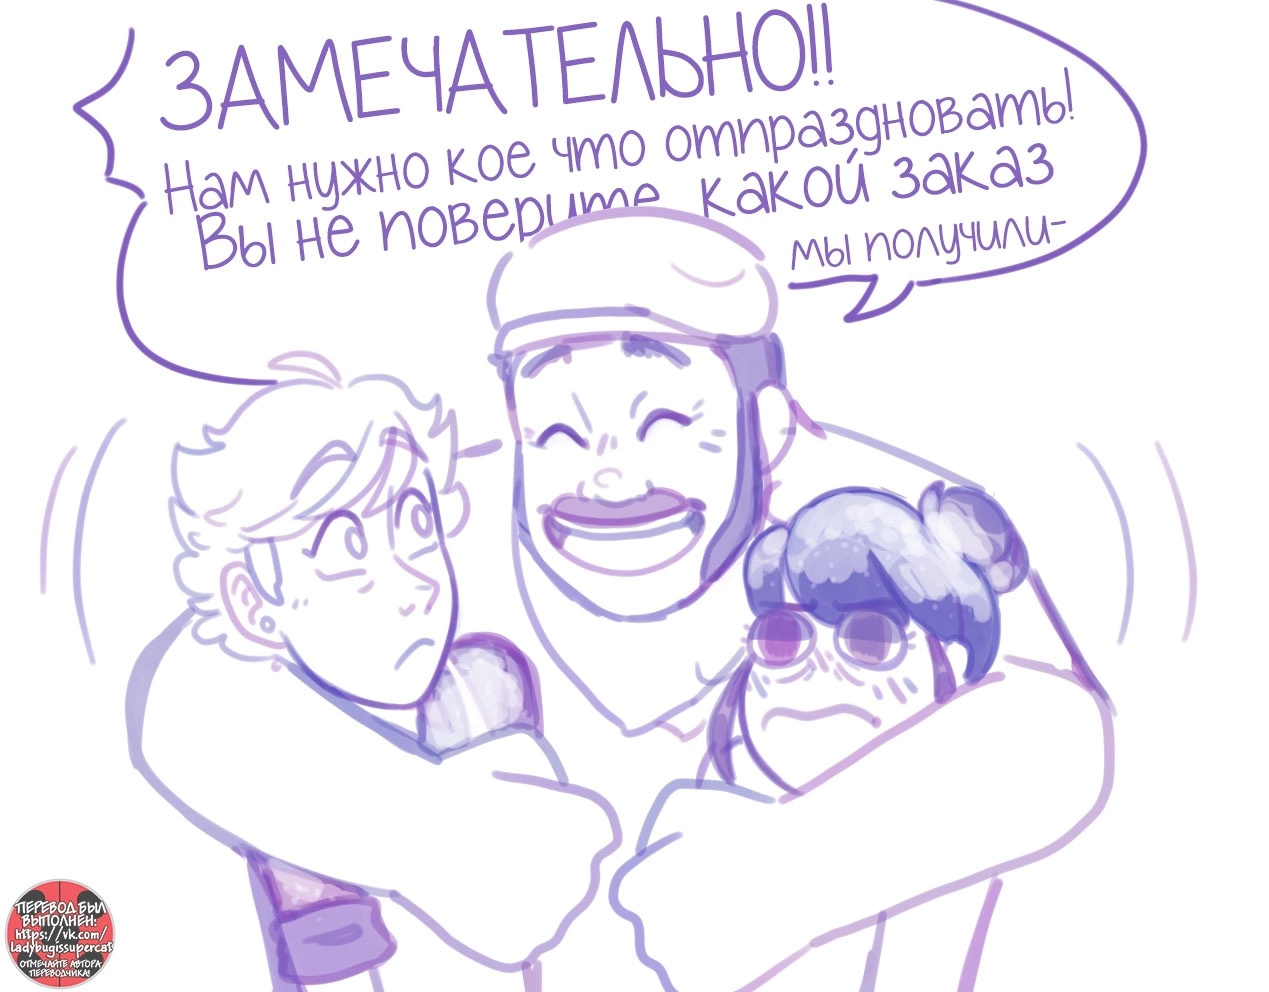 ЗАМЕЧАТЕЛЬНО!!
Нам нужно кое что отпраздновать!
Вы не поверите, какой заказ
мы получили-
ПЕРЕВОД БЫЛ
ВЫПОЛНЕН:
https://vk.com/
ladybugissupercat
ОТМЕЧАЙТЕ АВТОРА
ПЕРЕВОДЧИКА!